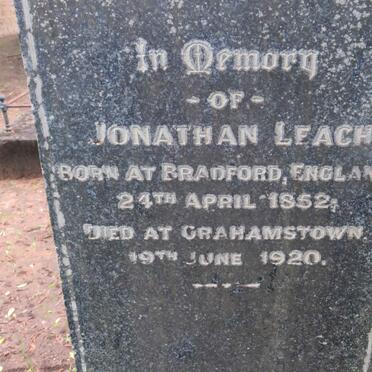 In Memory
- OF -
JONATHAN LEACH
BORN AT BRADFORD, ENGLAN
24TH APRIL 1852,
DIED AT GRAHAMSTOWN
19TH JUNE 1920.